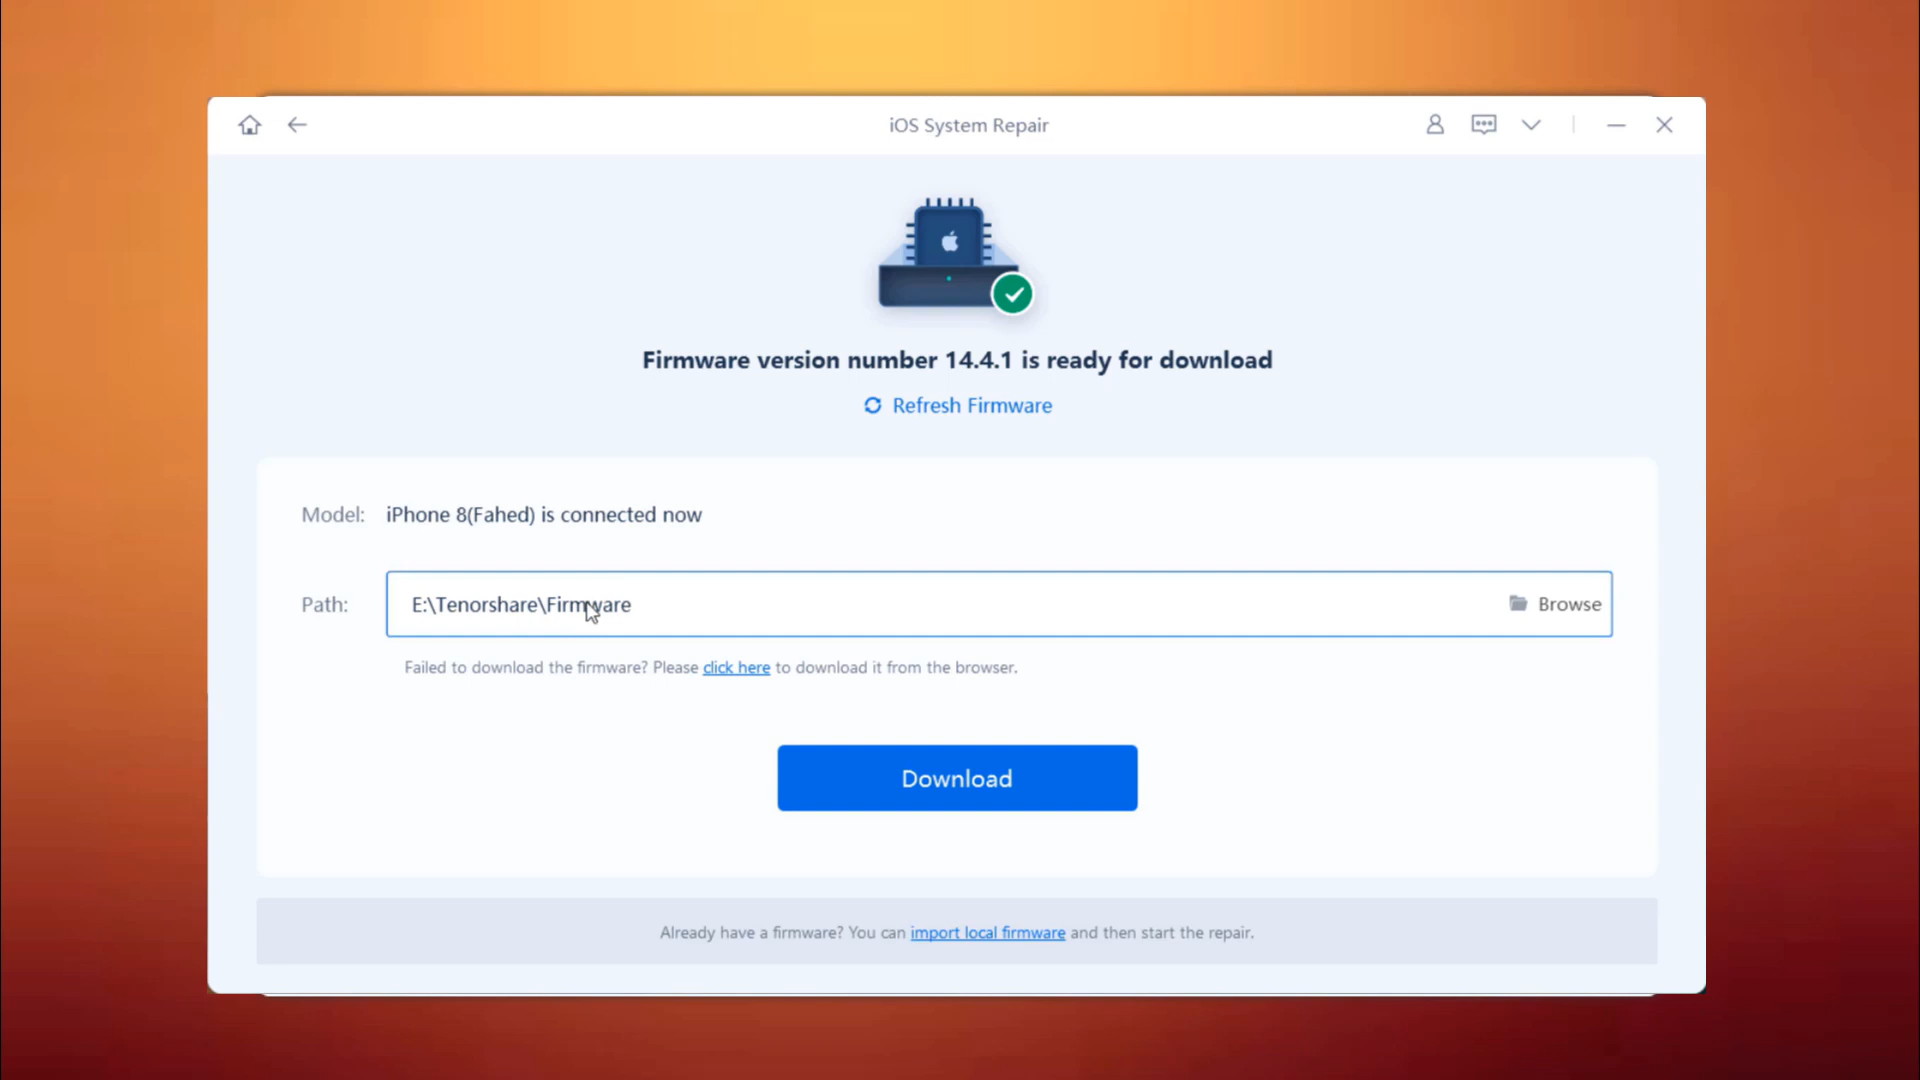 iOS System Repair
Firmware version number 14.4.1 is ready for download
Refresh Firmware
Model: iPhone 8(Fahed) is connected now
Path: E:\Tenorshare\Firmware Browse
Failed to download the firmware? Please click here to download it from the browser.
Download
Already have a firmware? You can import local firmware and then start the repair.